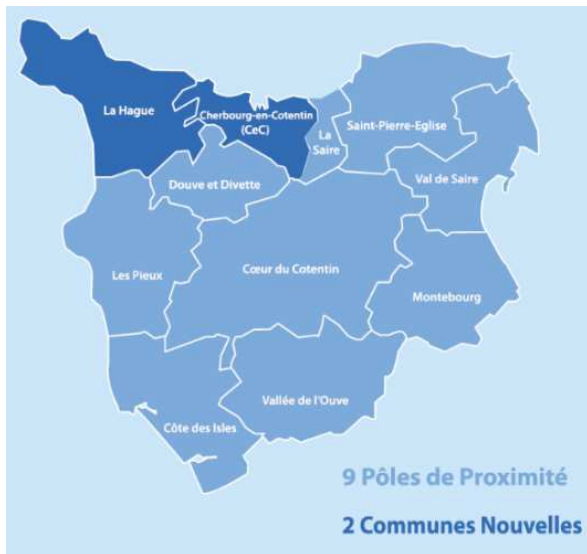 La Hague
Cherbourg-en-Cotentin
(CeC)
La
Saire
Saint-Pierre-Eglise
Val de Saire
Douve et Divette
Les Pieux
Cœur du Cotentin
Montebourg
Vallée de l'Ouve
Côte des Isles
9 Pôles de Proximité
2 Communes Nouvelles